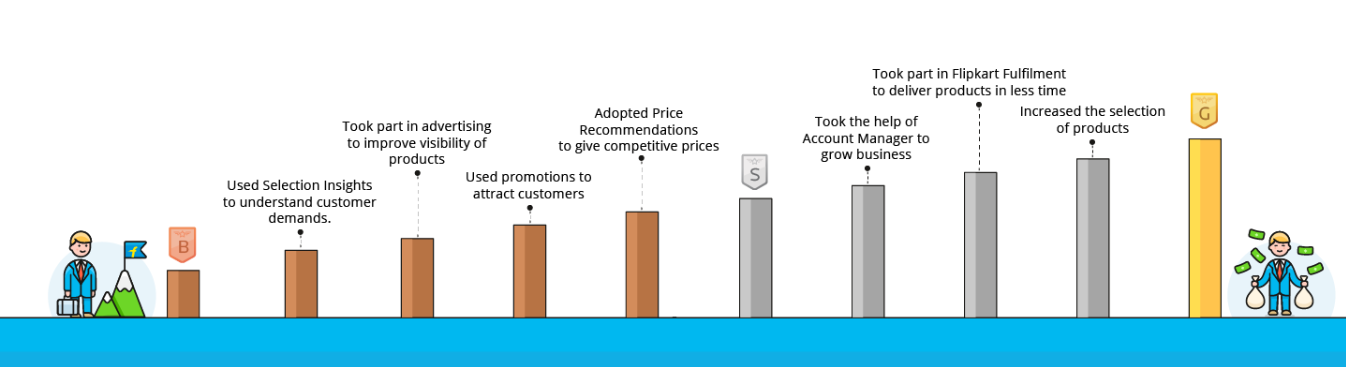 B
Used Selection Insights
to understand customer
demands.
Took part in advertising
to improve visibility of
products
Used promotions to
attract customers
Adopted Price
Recommendations
to give competitive prices
S
Took the help of
Account Manager to
grow business
Took part in Flipkart Fulfilment
to deliver products in less time
Increased the selection
of products
G
f